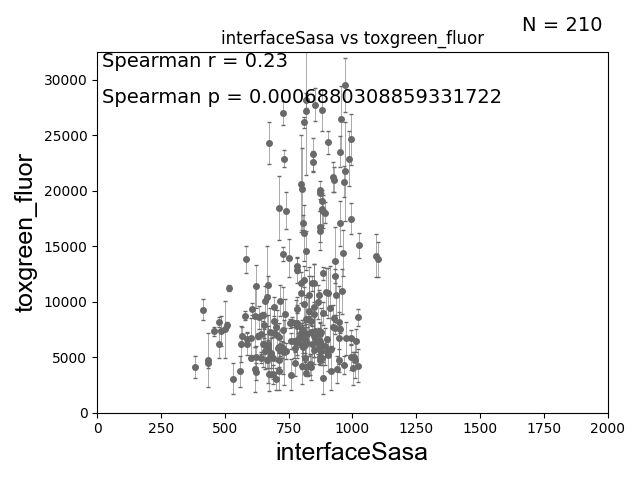 N = 210
interfaceSasa vs toxgreen_fluor
Spearman r = 0.23
Spearman p = 0.0006880308859331722
toxgreen_fluor
30000
25000
20000
15000
10000
5000
0
0 250 500 750 1000 1250 1500 1750 2000
interfaceSasa